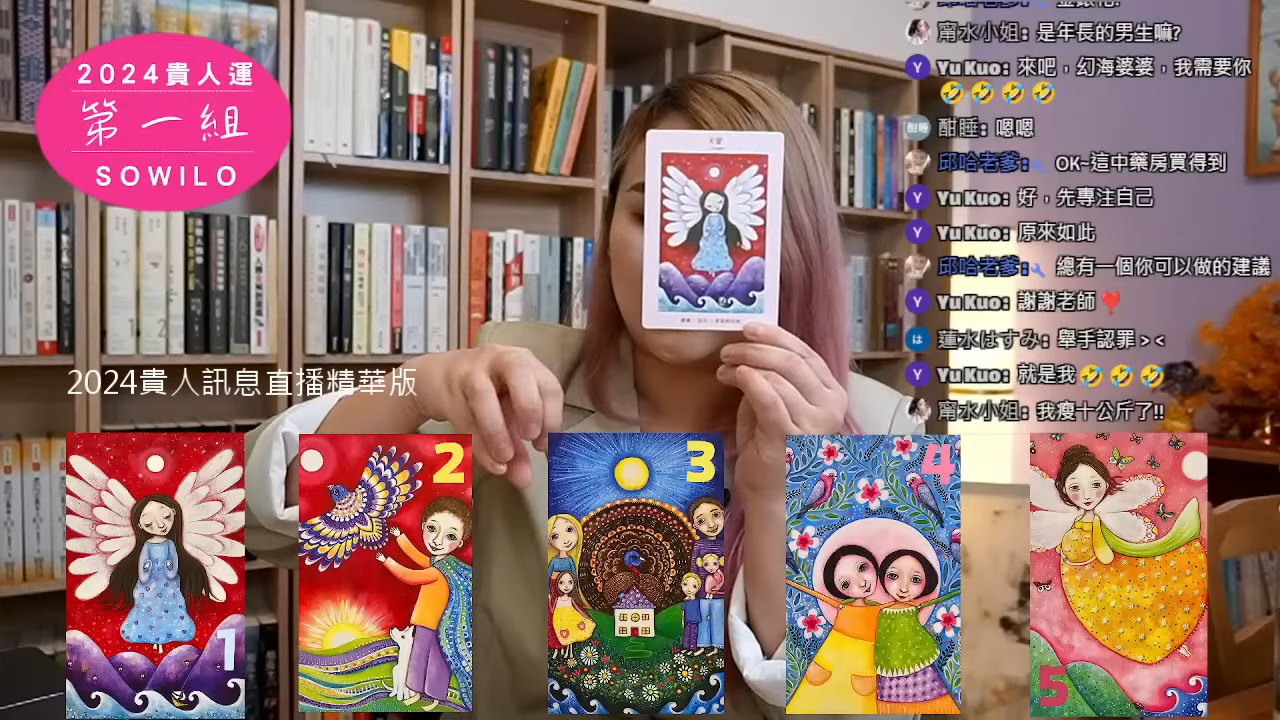 2024貴人運
第一組
SOWILO
甯水小姐: 是年長的男生嘛?
Yu Kuo: 來吧，幻海婆婆，我需要你
🤣 🤣 🤣 🤣
酣睡: 嗯嗯
邱哈老爹: OK~這中藥房買得到
Yu Kuo: 好，先專注自己
Yu Kuo: 原來如此
邱哈老爹: 總有一個你可以做的建議
Yu Kuo: 謝謝老師❣️
蓮水はすみ: 舉手認罪 > <
Yu Kuo: 就是我🤣 🤣 🤣
甯水小姐: 我瘦十公斤了!!
2024貴人訊息直播精華版
1
2
3
4
5